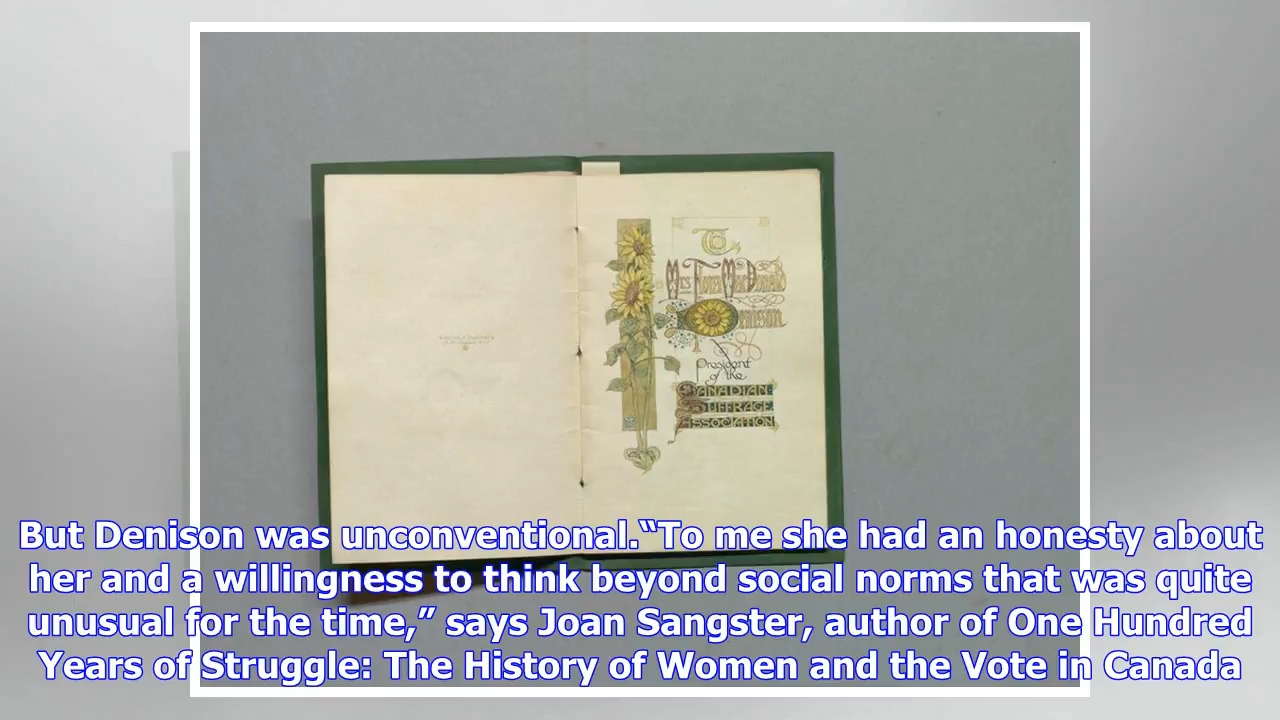 To
Mrs Flora MacDonald
Denison
President
of the
CANADIAN
SUFFRAGE
ASSOCIATION
But Denison was unconventional.“To me she had an honesty about
her and a willingness to think beyond social norms that was quite
unusual for the time,” says Joan Sangster, author of One Hundred
Years of Struggle: The History of Women and the Vote in Canada